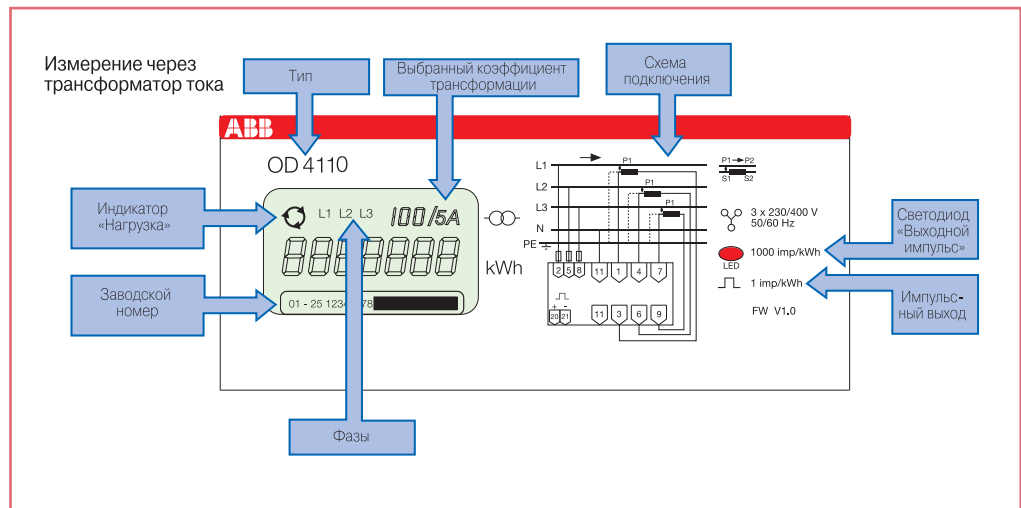 Измерение через
трансформатор тока
Тип
Выбранный коэффициент
трансформации
Схема
подключения
ABB
OD 4110
L1 L2 L3 100/5A
8888888
kWh
01 - 25 1234 78
Индикатор
«Нагрузка»
Заводской
номер
Фазы
L1
L2
L3
N
PE
P1
P1
P1
2 5 8 11 1 4 7
+ -
20 21 11 3 6 9
P1 P2
S1 S2
3 x 230/400 V
50/60 Hz
LED
1000 imp/kWh
1 imp/kWh
FW V1.0
Светодиод
«Выходной
импульс»
Импульс-
ный выход